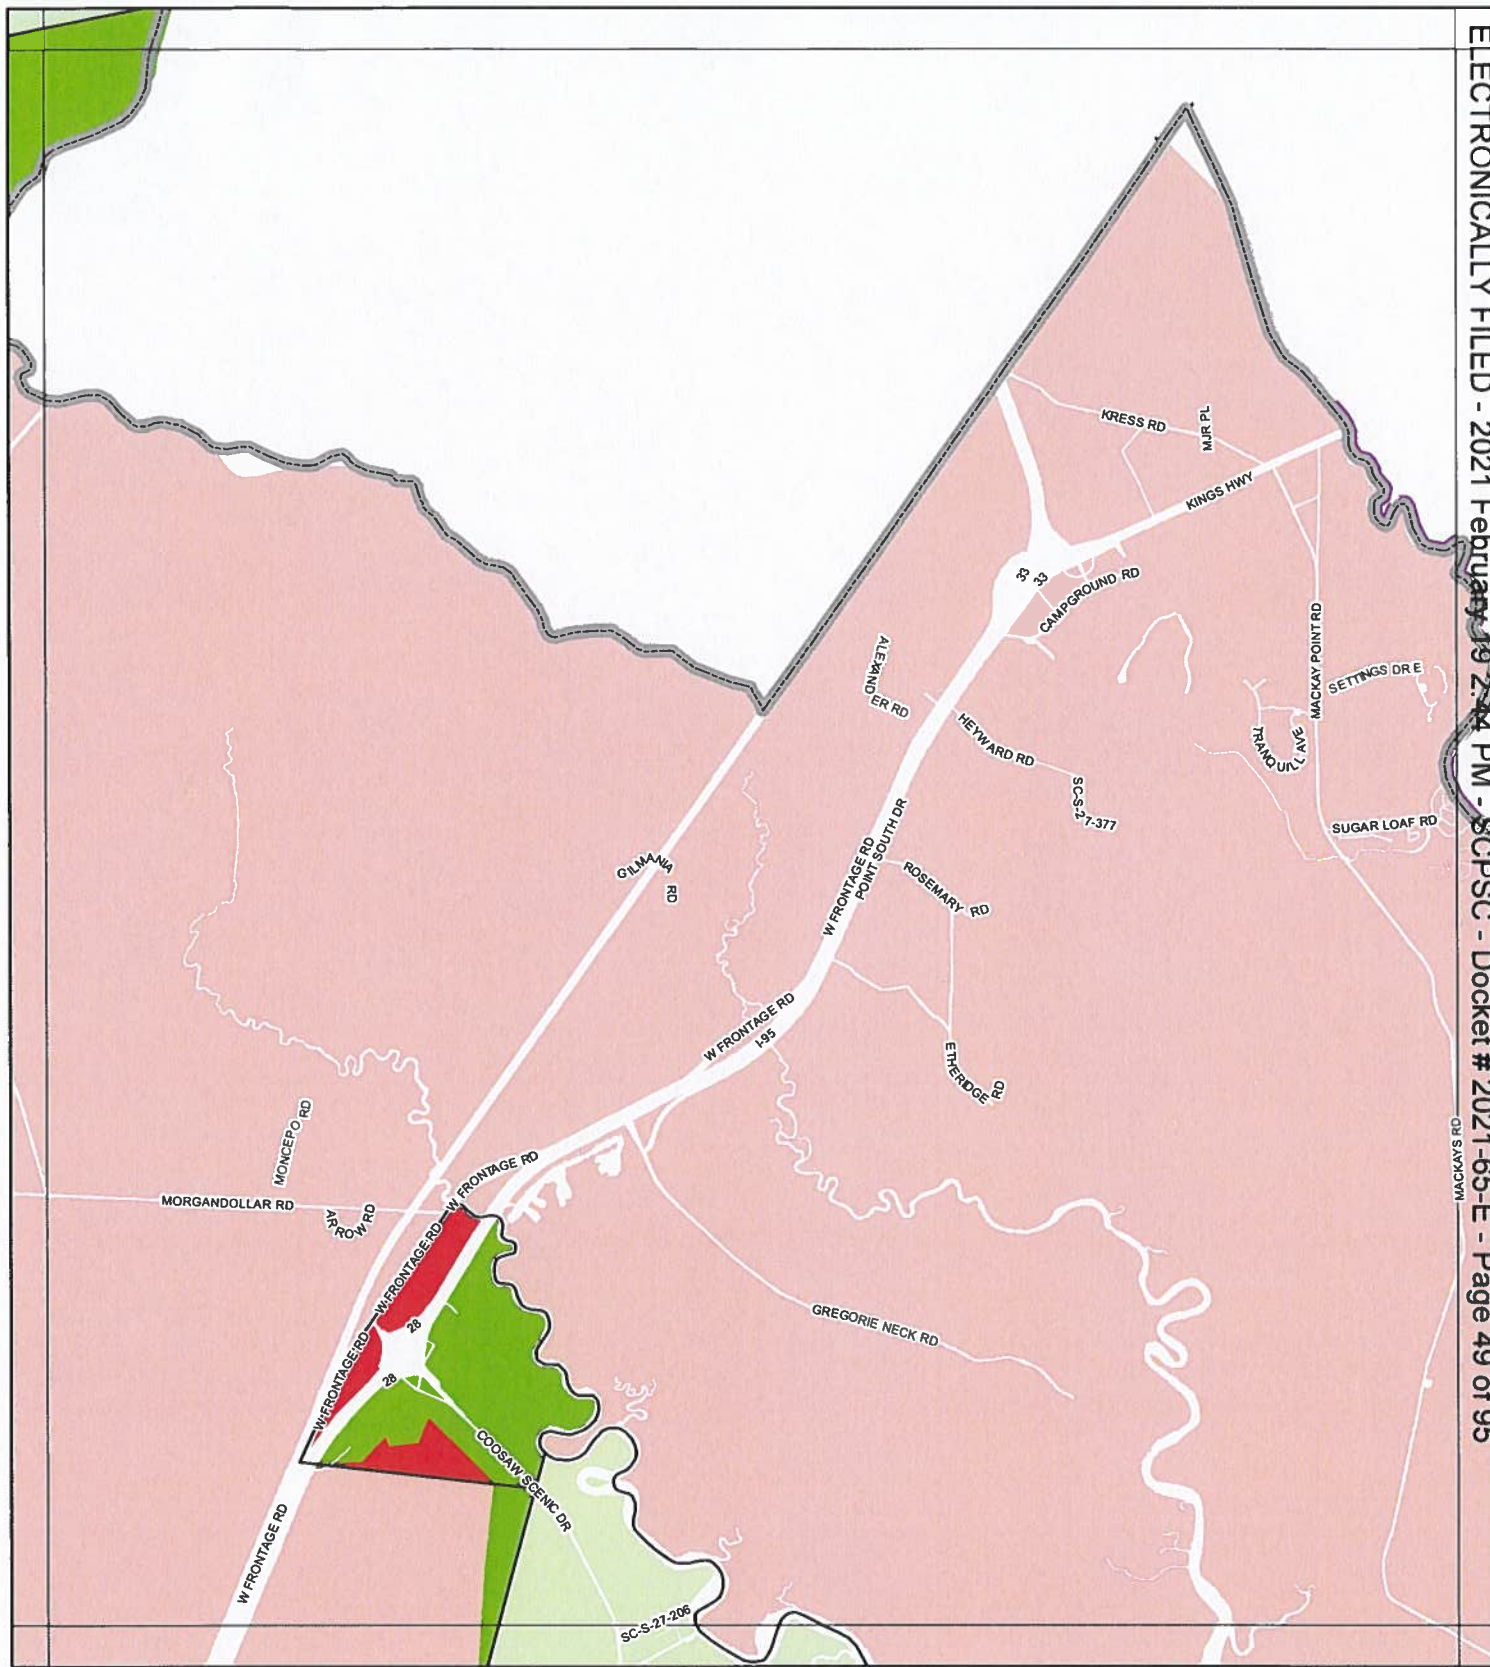 ELECTRONICALLY FILED - 2021 February 19 2:44 PM - SCPSC - Docket # 2021-65-E - Page 49 of 95
KRESS RD
MJR PL
KINGS HWY
33
33
CAMPGROUND RD
ALEXANDER RD
MACKAY POINT RD
SETTINGS DR E
HEYWARD RD
TRANQUILL AVE
SC-S-27-377
SUGAR LOAF RD
W FRONTAGE RD
POINT SOUTH DR
GILMANIA RD
ROSEMARY RD
W FRONTAGE RD
I-95
ETHERIDGE RD
MONCEPO RD
MACKAYS RD
W FRONTAGE RD
MORGANDOLLAR RD
ARROW RD
W FRONTAGE RD
28
GREGORIE NECK RD
W FRONTAGE RD
28
COOSAW SCENIC DR
W FRONTAGE RD
SC-S-27-206